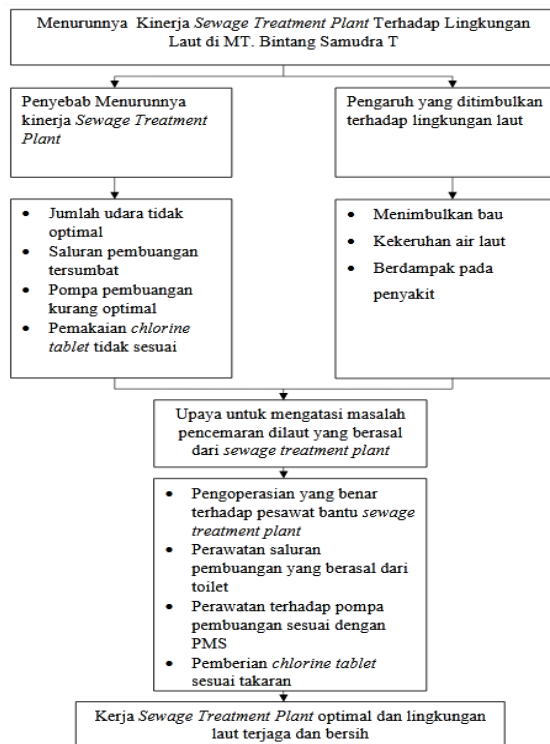 Menurunnya Kinerja Sewage Treatment Plant Terhadap Lingkungan
Laut di MT. Bintang Samudra T
Penyebab Menurunnya
kinerja Sewage Treatment
Plant
Pengaruh yang ditimbulkan
terhadap lingkungan laut
• Jumlah udara tidak
optimal
• Saluran pembuangan
tersumbat
• Pompa pembuangan
kurang optimal
• Pemakaian chlorine
tablet tidak sesuai
• Menimbulkan bau
• Kekeruhan air laut
• Berdampak pada
penyakit
Upaya untuk mengatasi masalah
pencemaran dilaut yang berasal
dari sewage treatment plant
• Pengoperasian yang benar
terhadap pesawat bantu sewage
treatment plant
• Perawatan saluran
pembuangan yang berasal dari
toilet
• Perawatan terhadap pompa
pembuangan sesuai dengan
PMS
• Pemberian chlorine tablet
sesuai takaran
Kerja Sewage Treatment Plant optimal dan lingkungan
laut terjaga dan bersih